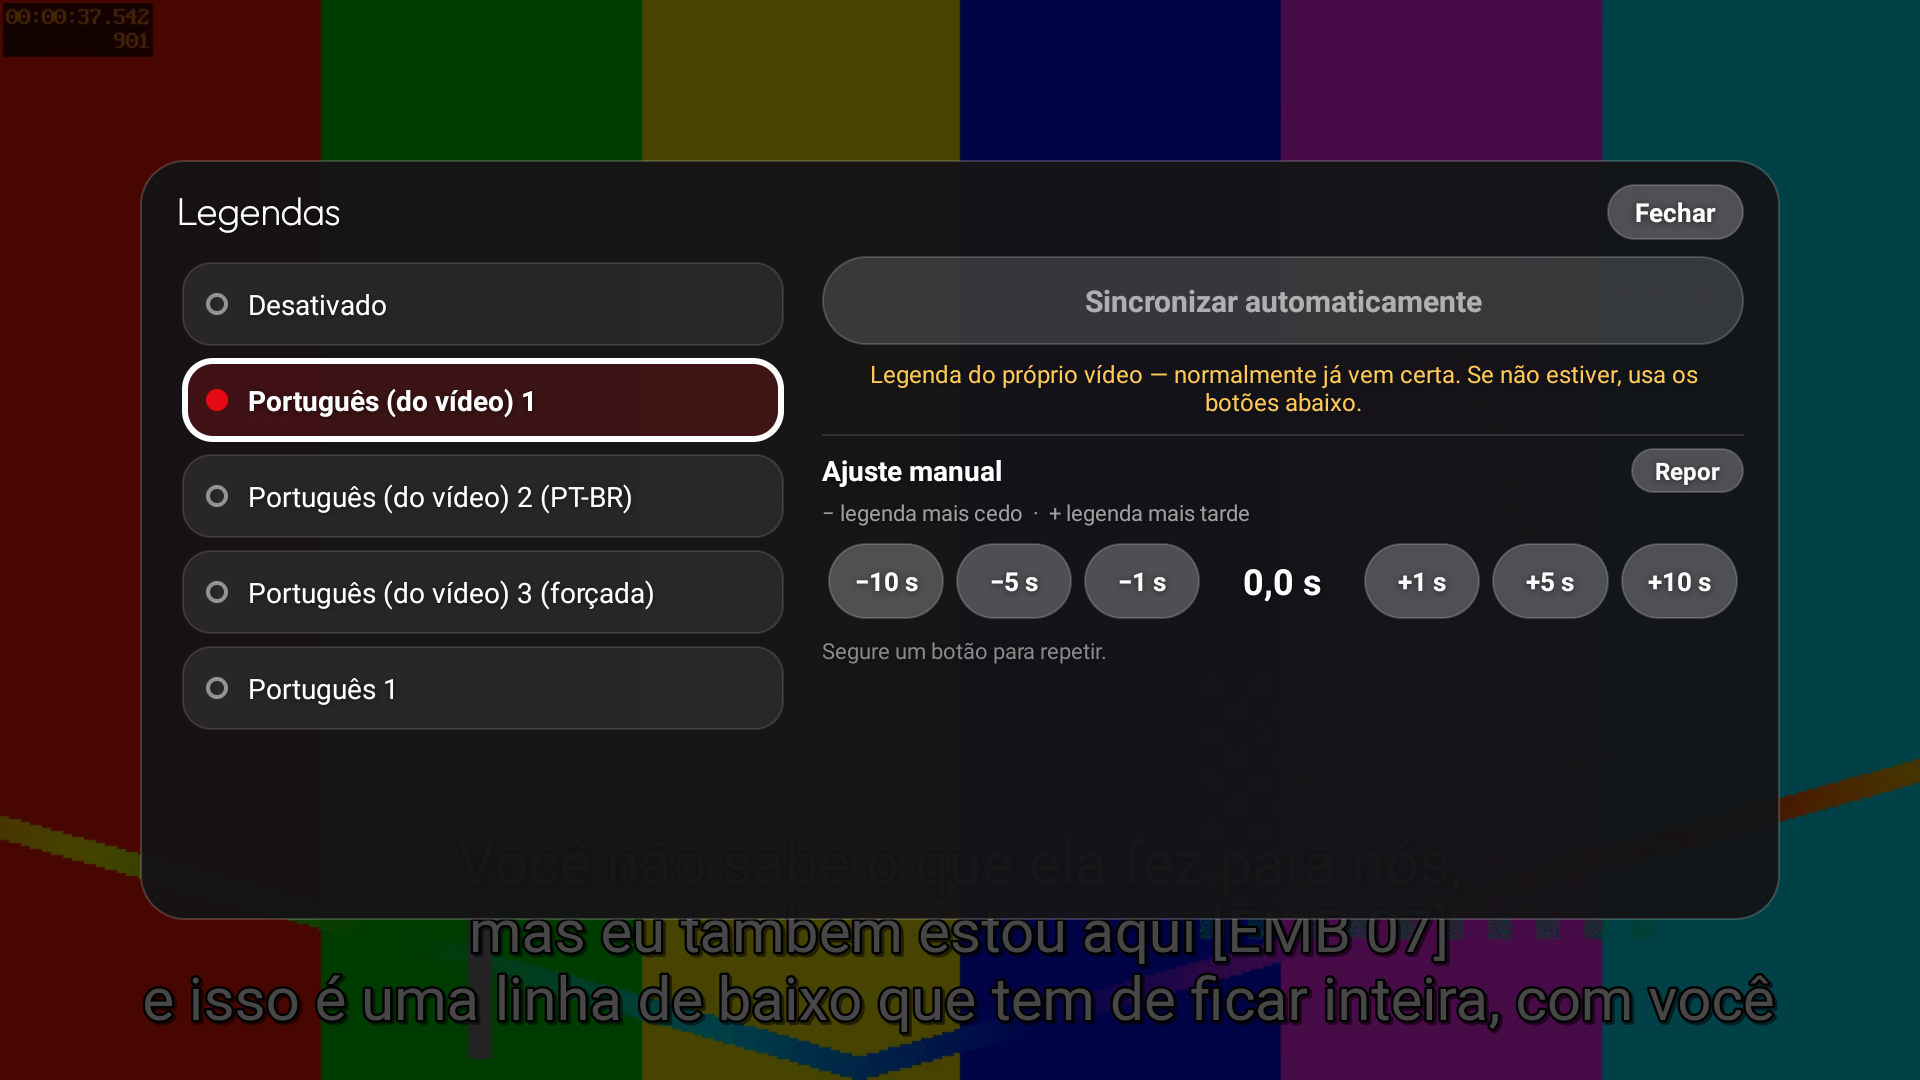 00:00:37.542
901
Legendas
Fechar
Desativado
Português (do vídeo) 1
Português (do vídeo) 2 (PT-BR)
Português (do vídeo) 3 (forçada)
Português 1
Sincronizar automaticamente
Legenda do próprio vídeo — normalmente já vem certa. Se não estiver, usa os
botões abaixo.
Ajuste manual
Repor
− legenda mais cedo · + legenda mais tarde
−10 s −5 s −1 s 0,0 s +1 s +5 s +10 s
Segure um botão para repetir.
Você não sabe o que ela fez para nós,
mas eu também estou aqui [EMB 07]
e isso é uma linha de baixo que tem de ficar inteira, com você